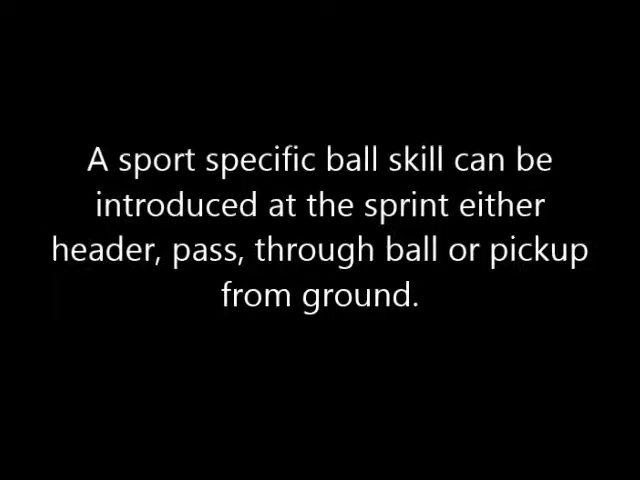 A sport specific ball skill can be
introduced at the sprint either
header, pass, through ball or pickup
from ground.